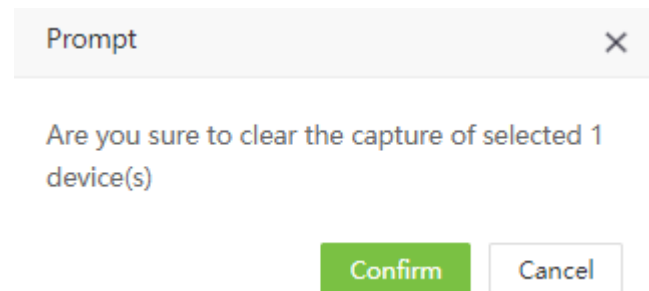 Prompt
Are you sure to clear the capture of selected 1
device(s)
Confirm Cancel